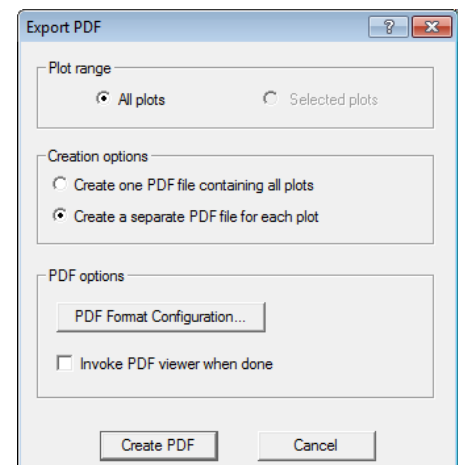 Export PDF
Plot range
All plots Selected plots
Creation options
Create one PDF file containing all plots
Create a separate PDF file for each plot
PDF options
PDF Format Configuration...
Invoke PDF viewer when done
Create PDF Cancel